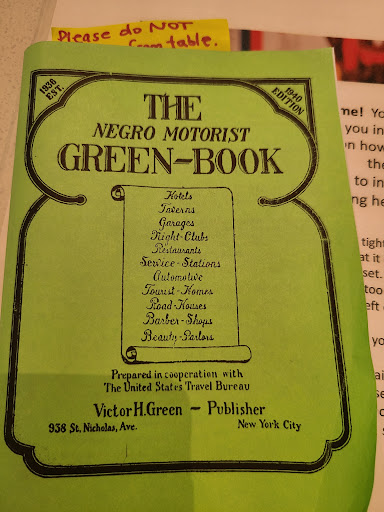 Please do NOT
from table.
1936
EST.
1940
EDITION
THE
NEGRO MOTORIST
GREEN-BOOK
Hotels
Taverns
Garages
Night-Clubs
Restaurants
Service-Stations
Automotive
Tourist-Homes
Road-Houses
Barber-Shops
Beauty-Parlors
Prepared in cooperation with
The United States Travel Bureau
Victor H. Green - Publisher
938 St. Nicholas, Ave. New York City
me! Yo
you in
n how
the
to in
ng he
tigh
at it
set.
too
eft
yo